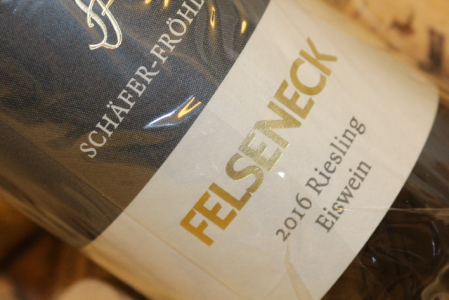 SCHÄFER-FRÖHL
FELSENECK
2016 Riesling
Eiswein